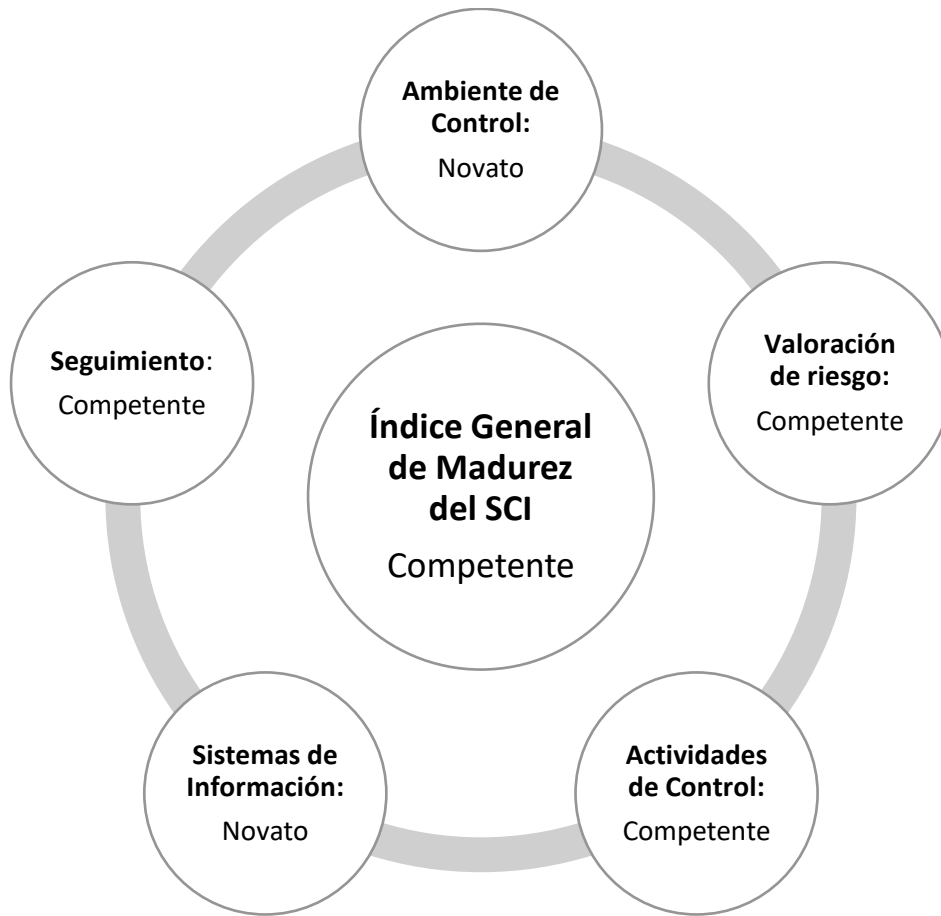 Ambiente de
Control:
Novato
Valoración
de riesgo:
Competente
Actividades
de Control:
Competente
Sistemas de
Información:
Novato
Seguimiento:
Competente
Índice General
de Madurez
del SCI
Competente